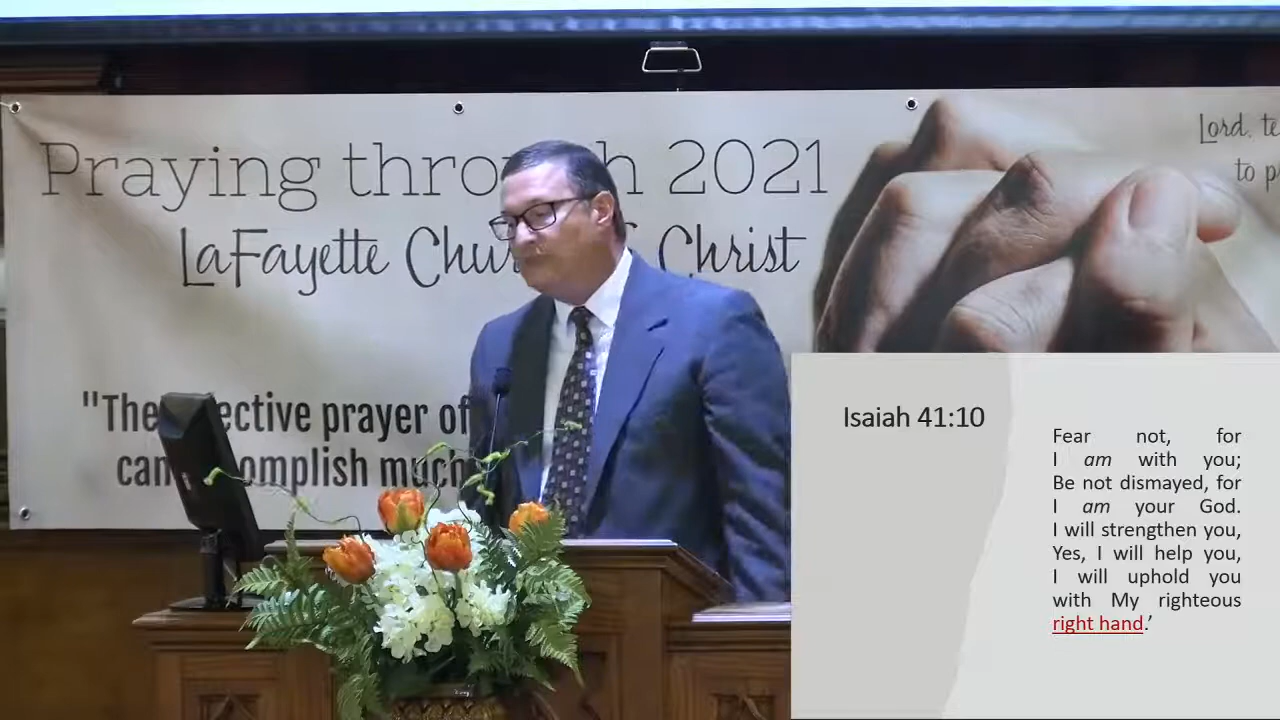 Praying thro h 2021
LaFayette Chur Christ
Lord, te
to p
"The ective prayer of
can omplish much
Isaiah 41:10
Fear not, for
I am with you;
Be not dismayed, for
I am your God.
I will strengthen you,
Yes, I will help you,
I will uphold you
with My righteous
right hand.’